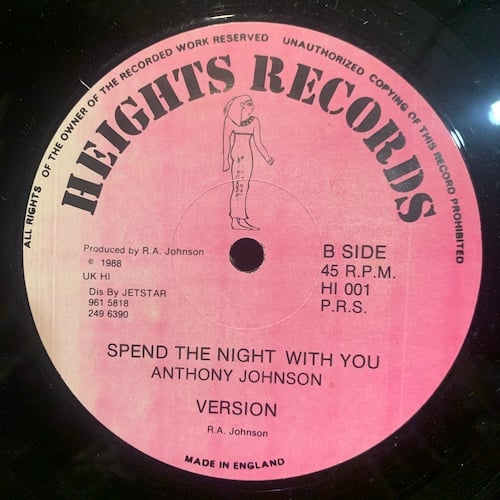 ALL RIGHTS OF THE OWNER OF THE RECORDED WORK RESERVED UNAUTHORIZED COPYING OF THIS RECORD PROHIBITED
HEIGHTS RECORDS
Produced by R.A. Johnson
© 1988
UK HI
Dis By JETSTAR
961 5818
249 6390
B SIDE
45 R.P.M.
HI 001
P.R.S.
SPEND THE NIGHT WITH YOU
ANTHONY JOHNSON
VERSION
R.A. Johnson
MADE IN ENGLAND